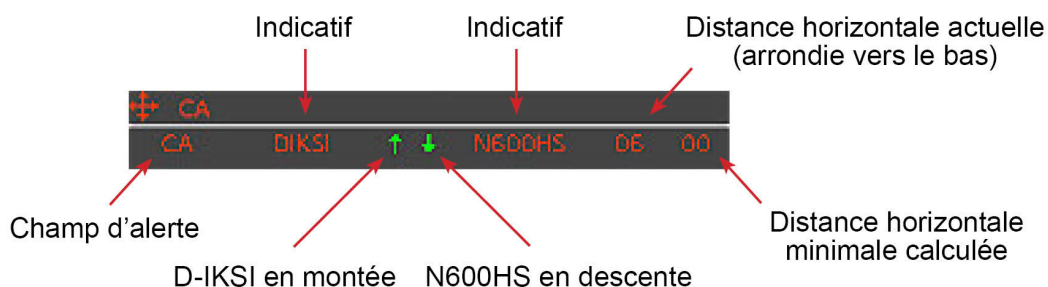 Indicatif
Indicatif
Distance horizontale actuelle
(arrondie vers le bas)
CA
CA DIKSI ↑ ↓ N600HS 06 00
Champ d’alerte
Distance horizontale
minimale calculée
D-IKSI en montée
N600HS en descente